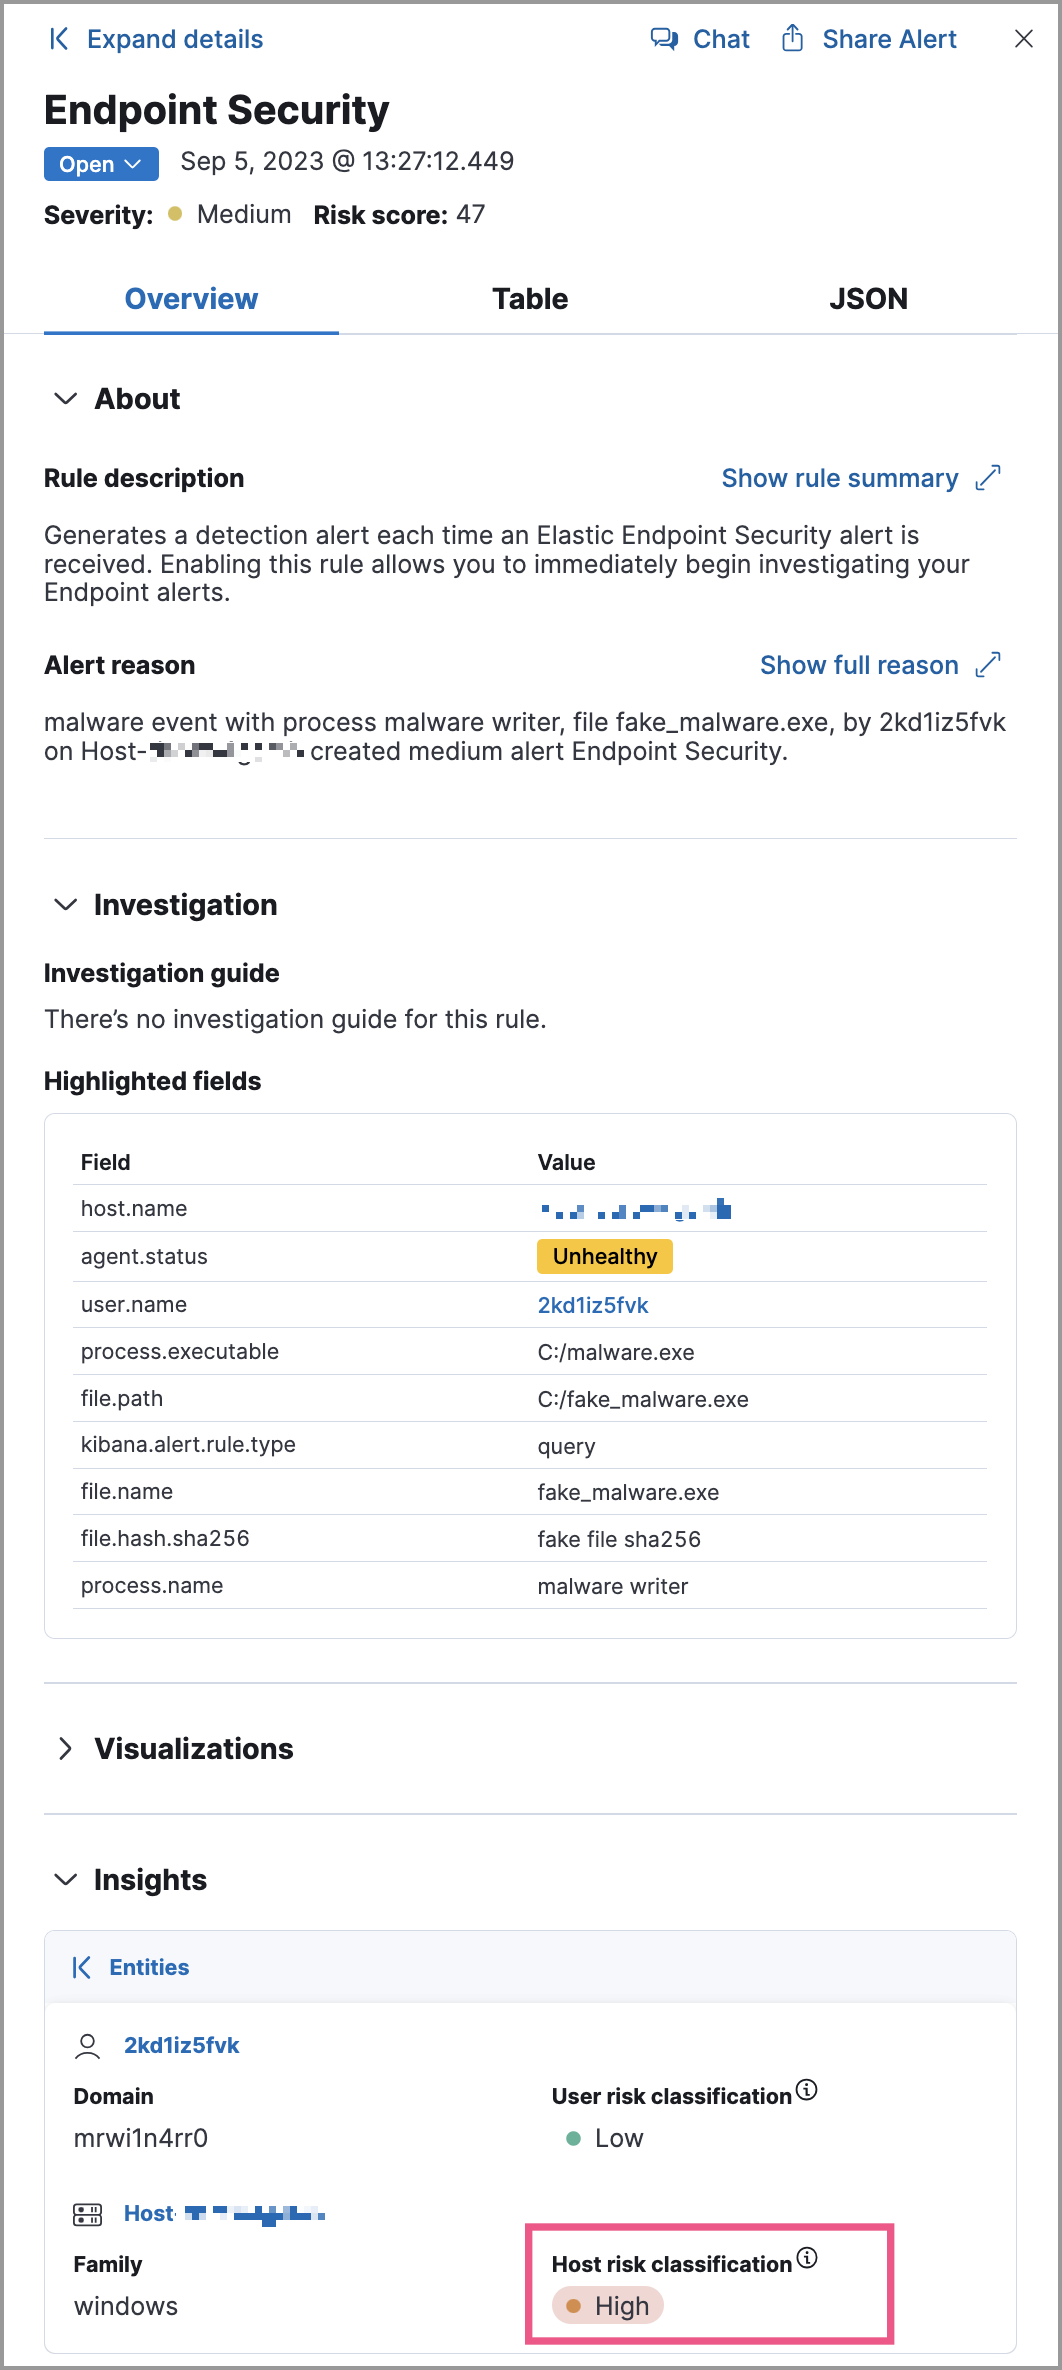 Expand details
Chat
Share Alert
Endpoint Security
Open
Sep 5, 2023 @ 13:27:12.449
Severity: Medium Risk score: 47
Overview
Table
JSON
About
Rule description
Show rule summary
Generates a detection alert each time an Elastic Endpoint Security alert is
received. Enabling this rule allows you to immediately begin investigating your
Endpoint alerts.
Alert reason
Show full reason
malware event with process malware writer, file fake_malware.exe, by 2kd1iz5fvk
on Host- created medium alert Endpoint Security.
Investigation
Investigation guide
There’s no investigation guide for this rule.
Highlighted fields
Field Value
host.name
agent.status Unhealthy
user.name 2kd1iz5fvk
process.executable C:/malware.exe
file.path C:/fake_malware.exe
kibana.alert.rule.type query
file.name fake_malware.exe
file.hash.sha256 fake file sha256
process.name malware writer
Visualizations
Insights
Entities
2kd1iz5fvk
Domain User risk classification
mrwi1n4rr0 Low
Host-
Family Host risk classification
windows High